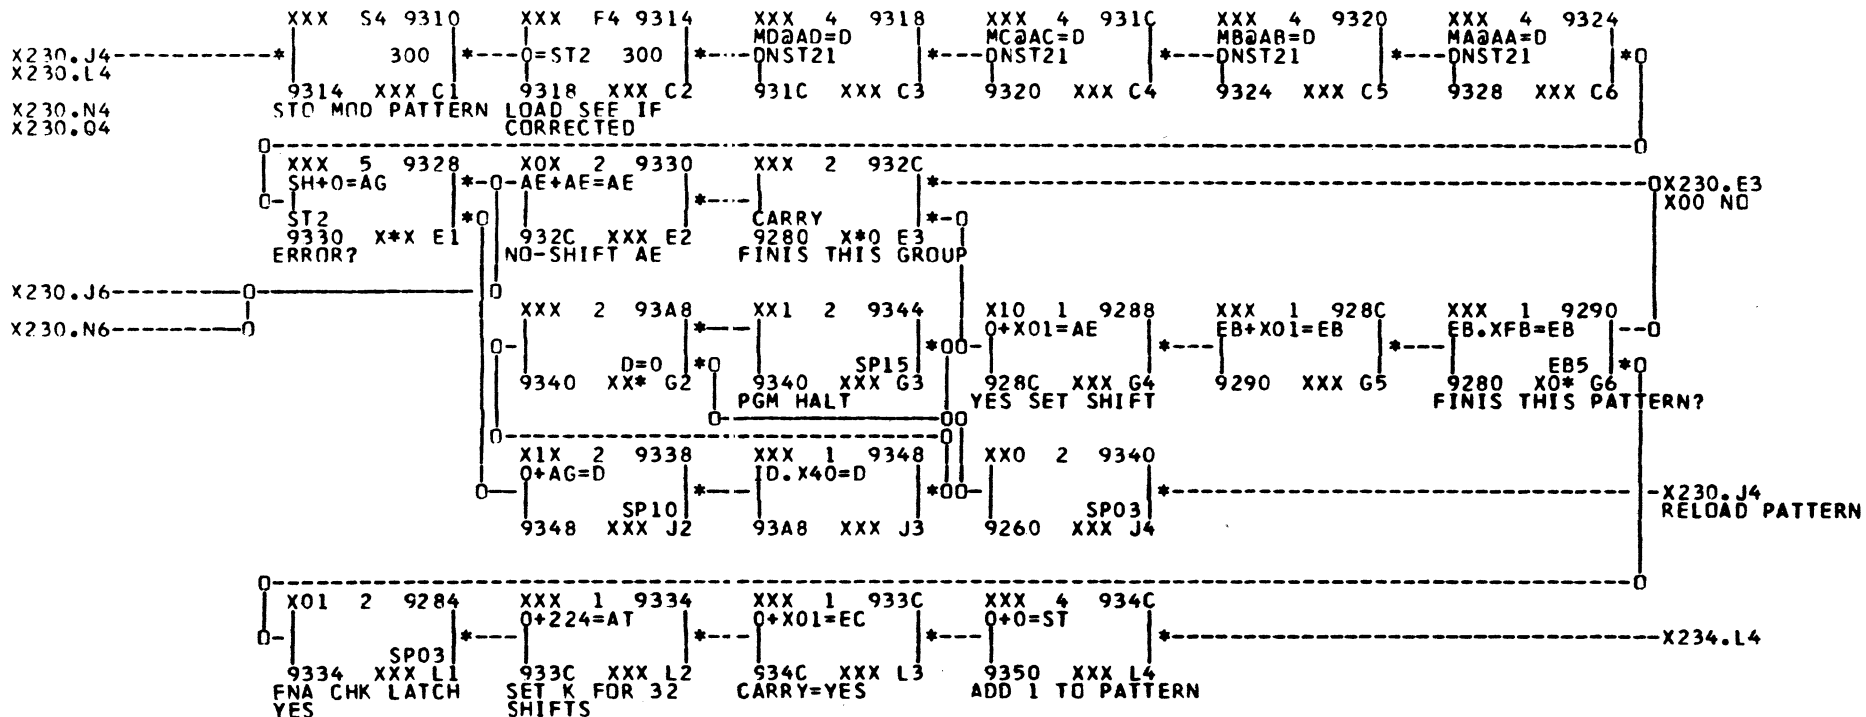 XXX S4 9310 XXX F4 9314 XXX 4 9318 XXX 4 931C XXX 4 9320 XXX 4 9324
MD@AD=D MC@AC=D MB@AB=D MA@AA=D
X230.J4 300 0=ST2 300 DNST21 DNST21 DNST21 DNST21
X230.L4
9314 XXX C1 9318 XXX C2 931C XXX C3 9320 XXX C4 9324 XXX C5 9328 XXX C6
X230.N4 STO MOD PATTERN LOAD SEE IF
X230.Q4 CORRECTED
XXX 5 9328 X0X 2 9330 XXX 2 932C
SH+0=AG AE+AE=AE X230.E3
X00 NO
ST2 CARRY
9330 X*X E1 932C XXX E2 9280 X*0 E3
ERROR? NO-SHIFT AE FINIS THIS GROUP
X230.J6
XXX 2 93A8 XX1 2 9344 X10 1 9288 XXX 1 928C XXX 1 9290
X230.N6 0+X01=AE EB+X01=EB EB.XFB=EB
D=0 SP15 EB5
9340 XX* G2 9340 XXX G3 928C XXX G4 9290 XXX G5 9280 X0* G6
PGM HALT YES SET SHIFT FINIS THIS PATTERN?
X1X 2 9338 XXX 1 9348 XX0 2 9340
0+AG=D ID.X40=D
X230.J4
SP10 SP03 RELOAD PATTERN
9348 XXX J2 93A8 XXX J3 9260 XXX J4
X01 2 9284 XXX 1 9334 XXX 1 933C XXX 4 934C
0+224=AT 0+X01=EC 0+0=ST
X234.L4
SP03
9334 XXX L1 933C XXX L2 934C XXX L3 9350 XXX L4
ENA CHK LATCH SET K FOR 32 CARRY=YES ADD 1 TO PATTERN
YES SHIFTS